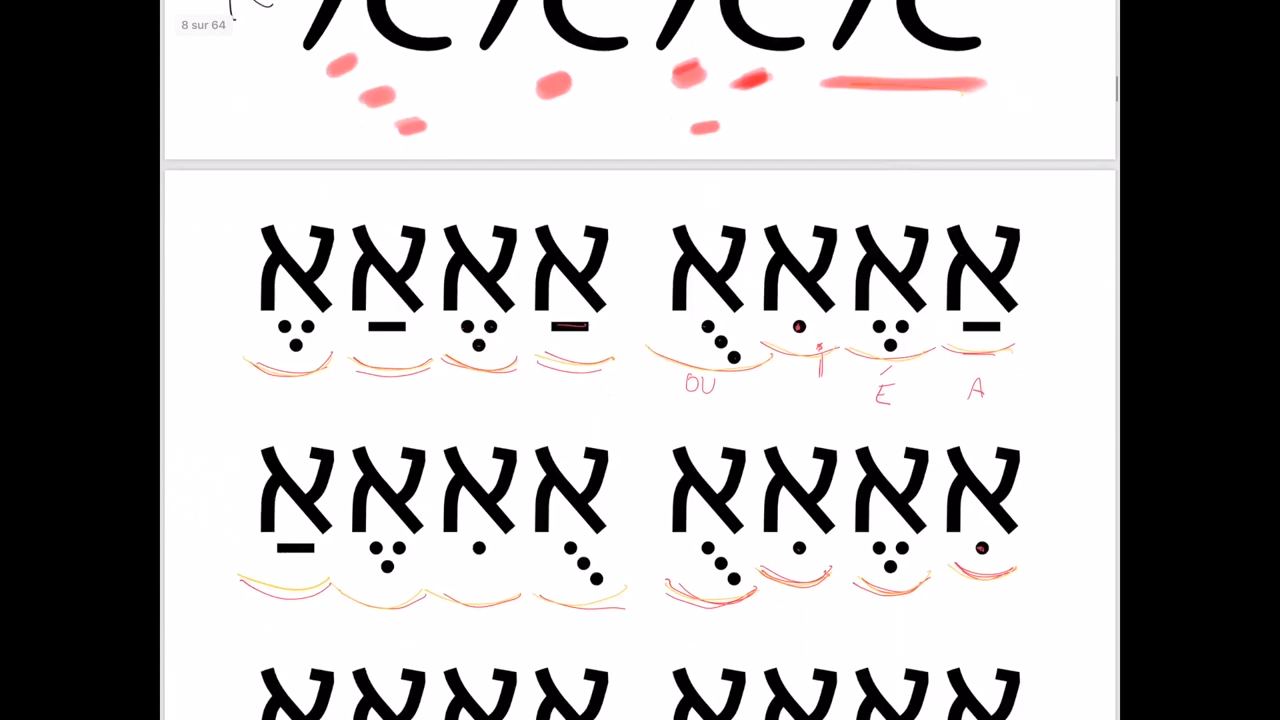 8 sur 64
אַ אֶ אִ אֻ אַ אֶ אַ אֶ
OU I É A
אִ אֶ אִ אֻ אֻ אִ אֶ אַ